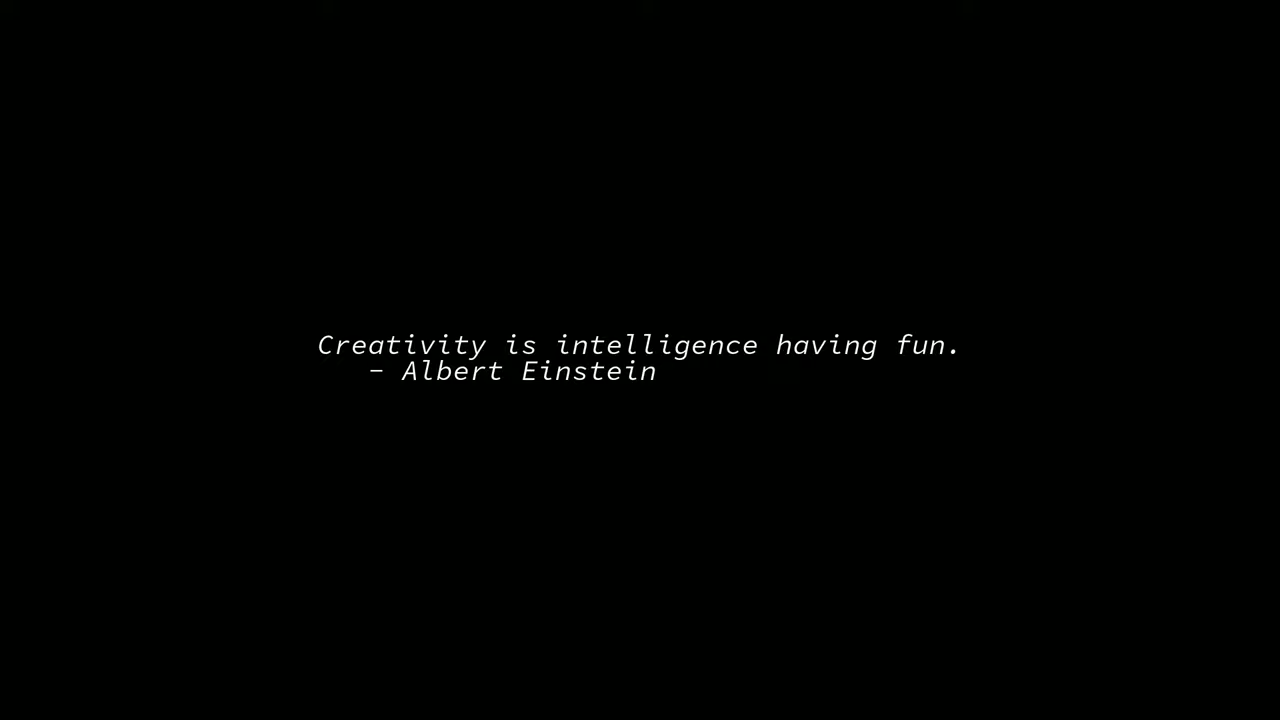 Creativity is intelligence having fun.
– Albert Einstein